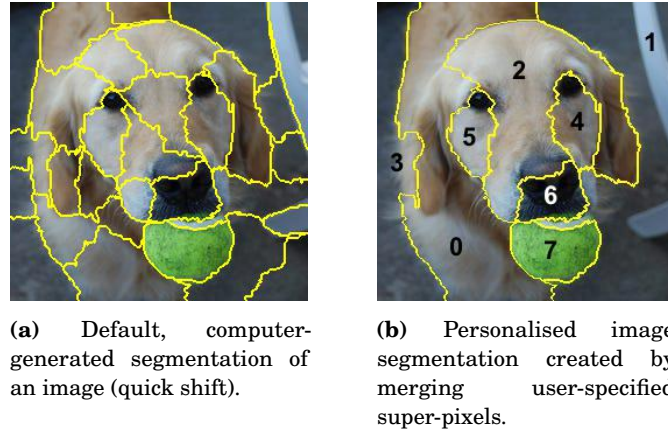 1
2
4
5
3
6
0
7
(a) Default, computer-
generated segmentation of
an image (quick shift).
(b) Personalised image
segmentation created by
merging user-specified
super-pixels.